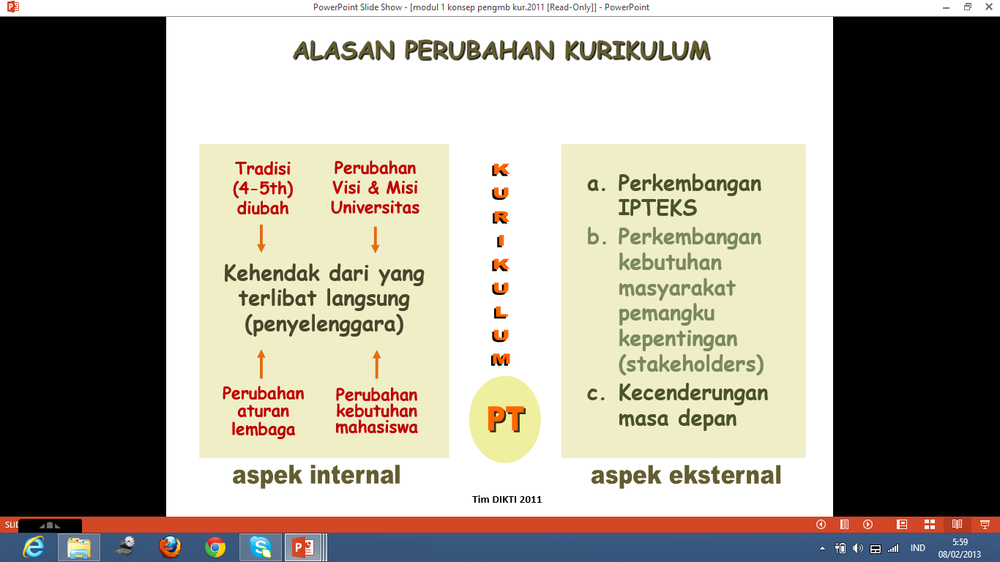 PowerPoint Slide Show - [modul 1 konsep pengmb kur.2011 [Read-Only]] - PowerPoint
ALASAN PERUBAHAN KURIKULUM
Tradisi
(4-5th)
diubah
Perubahan
Visi & Misi
Universitas
Kehendak dari yang
terlibat langsung
(penyelenggara)
Perubahan
aturan
lembaga
Perubahan
kebutuhan
mahasiswa
aspek internal
K
U
R
I
K
U
L
U
M
PT
a. Perkembangan
IPTEKS
b. Perkembangan
kebutuhan
masyarakat
pemangku
kepentingan
(stakeholders)
c. Kecenderungan
masa depan
aspek eksternal
Tim DIKTI 2011
IND
5:59
08/02/2013